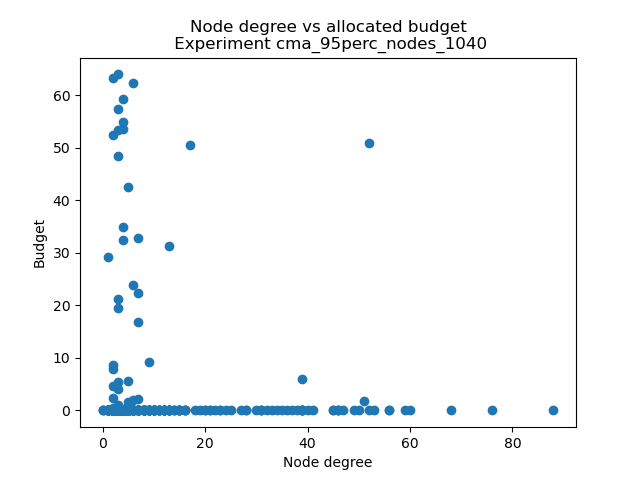 Node degree vs allocated budget
Experiment cma_95perc_nodes_1040
60
50
40
30
20
10
0
Budget
0 20 40 60 80
Node degree